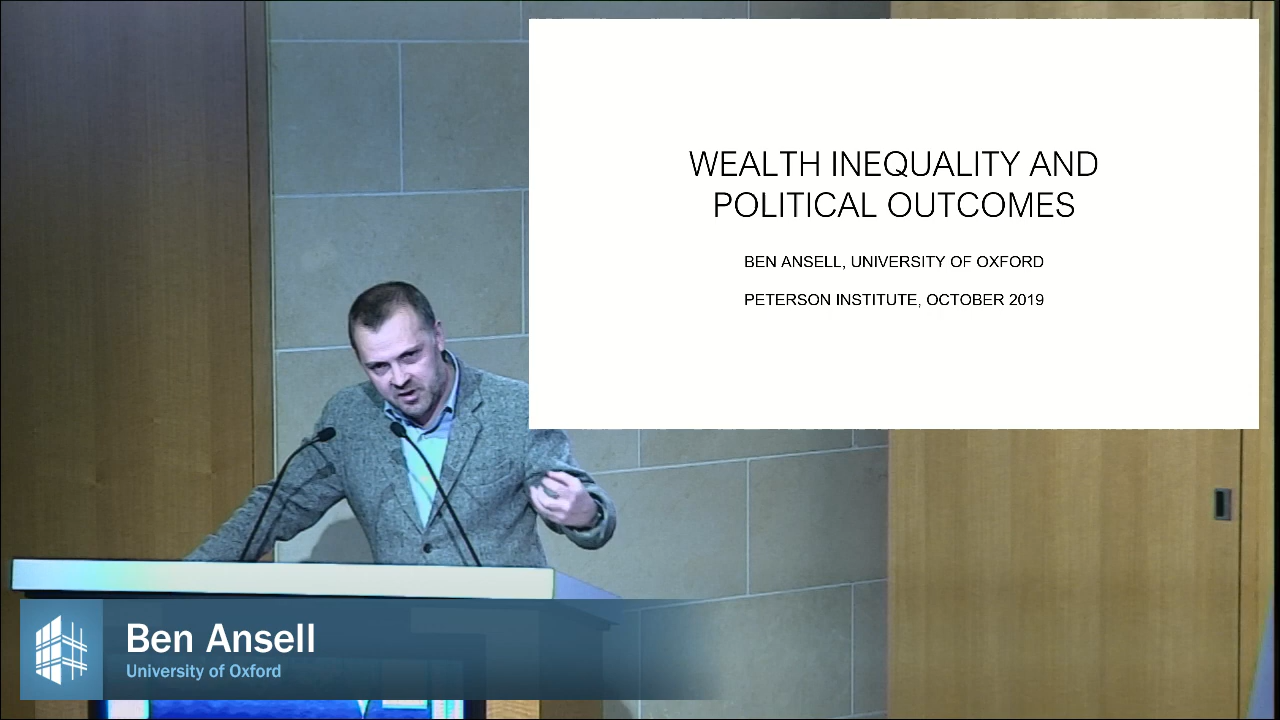 WEALTH INEQUALITY AND
POLITICAL OUTCOMES
BEN ANSELL, UNIVERSITY OF OXFORD
PETERSON INSTITUTE, OCTOBER 2019
Ben Ansell
University of Oxford